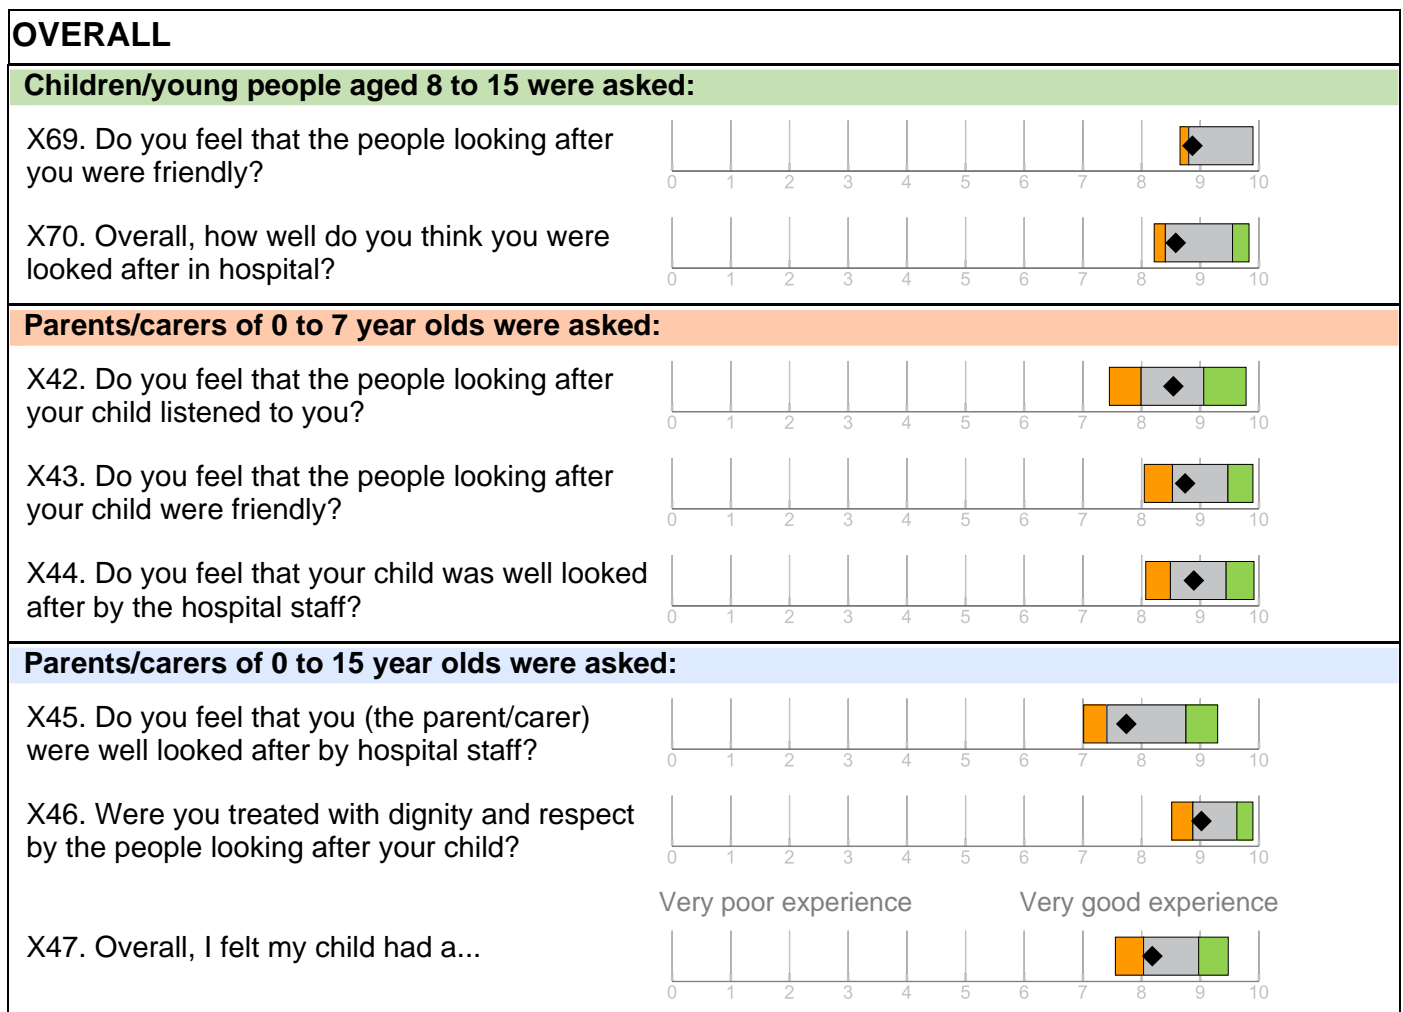 OVERALL
Children/young people aged 8 to 15 were asked:
X69. Do you feel that the people looking after
you were friendly?
0 1 2 3 4 5 6 7 8 9 10
X70. Overall, how well do you think you were
looked after in hospital?
0 1 2 3 4 5 6 7 8 9 10
Parents/carers of 0 to 7 year olds were asked:
X42. Do you feel that the people looking after
your child listened to you?
0 1 2 3 4 5 6 7 8 9 10
X43. Do you feel that the people looking after
your child were friendly?
0 1 2 3 4 5 6 7 8 9 10
X44. Do you feel that your child was well looked
after by the hospital staff?
0 1 2 3 4 5 6 7 8 9 10
Parents/carers of 0 to 15 year olds were asked:
X45. Do you feel that you (the parent/carer)
were well looked after by hospital staff?
0 1 2 3 4 5 6 7 8 9 10
X46. Were you treated with dignity and respect
by the people looking after your child?
0 1 2 3 4 5 6 7 8 9 10
Very poor experience Very good experience
X47. Overall, I felt my child had a...
0 1 2 3 4 5 6 7 8 9 10